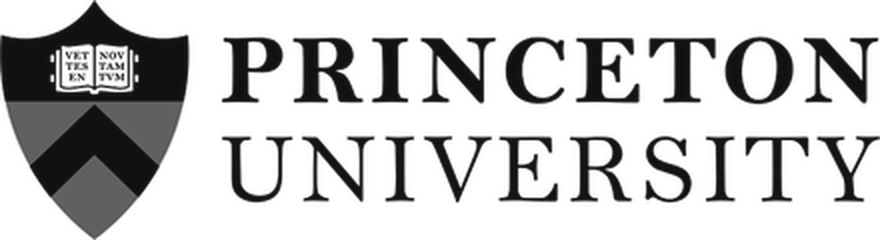 VET NOV
TES TAM
EN TVM
PRINCETON
UNIVERSITY